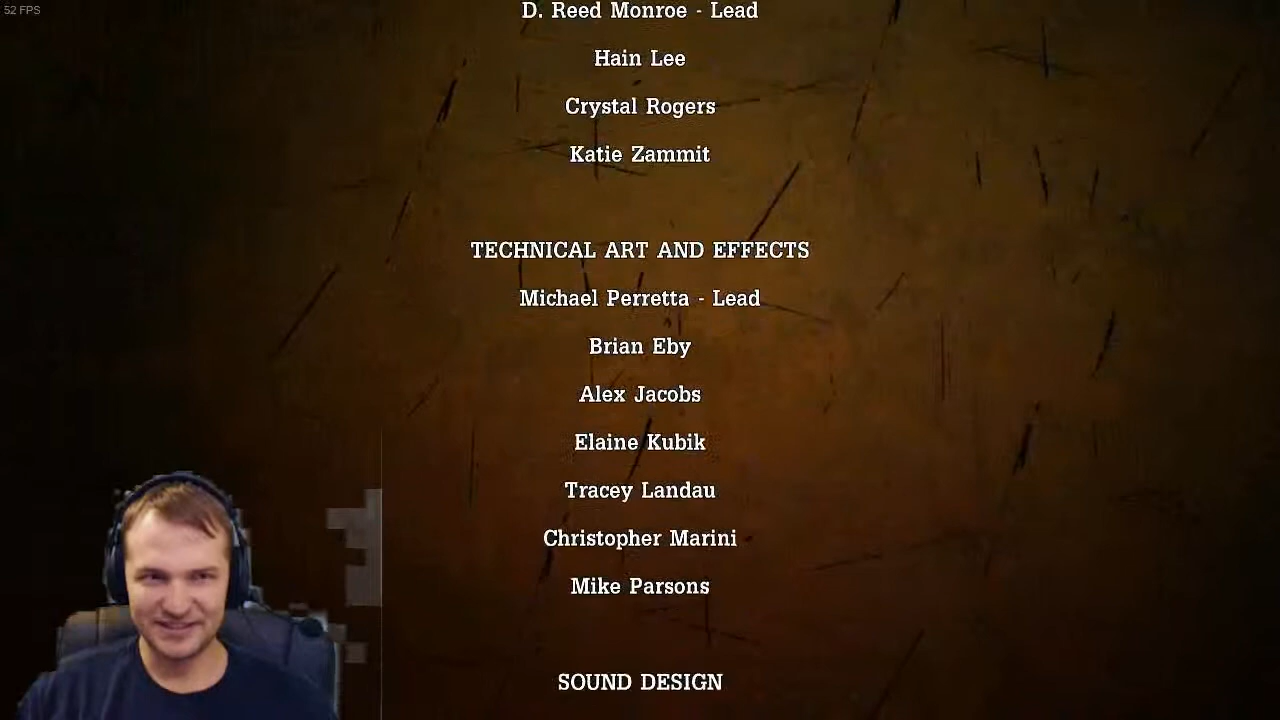 52 FPS
D. Reed Monroe - Lead
Hain Lee
Crystal Rogers
Katie Zammit
TECHNICAL ART AND EFFECTS
Michael Perretta - Lead
Brian Eby
Alex Jacobs
Elaine Kubik
Tracey Landau
Christopher Marini
Mike Parsons
SOUND DESIGN